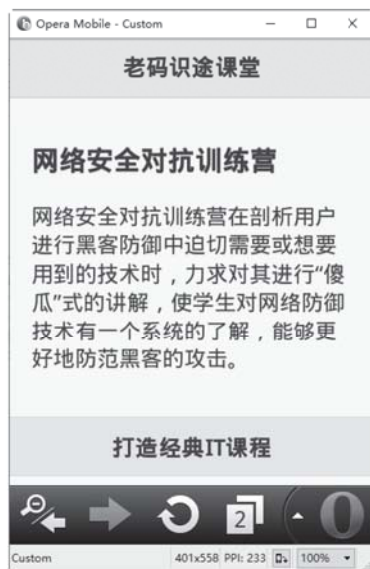 Opera Mobile - Custom
老码识途课堂
网络安全对抗训练营
网络安全对抗训练营在剖析用户
进行黑客防御中迫切需要或想要
用到的技术时，力求对其进行“傻
瓜”式的讲解，使学生对网络防御
技术有一个系统的了解，能够更
好地防范黑客的攻击。
打造经典IT课程
2
Custom 401x558 PPI: 233 100%